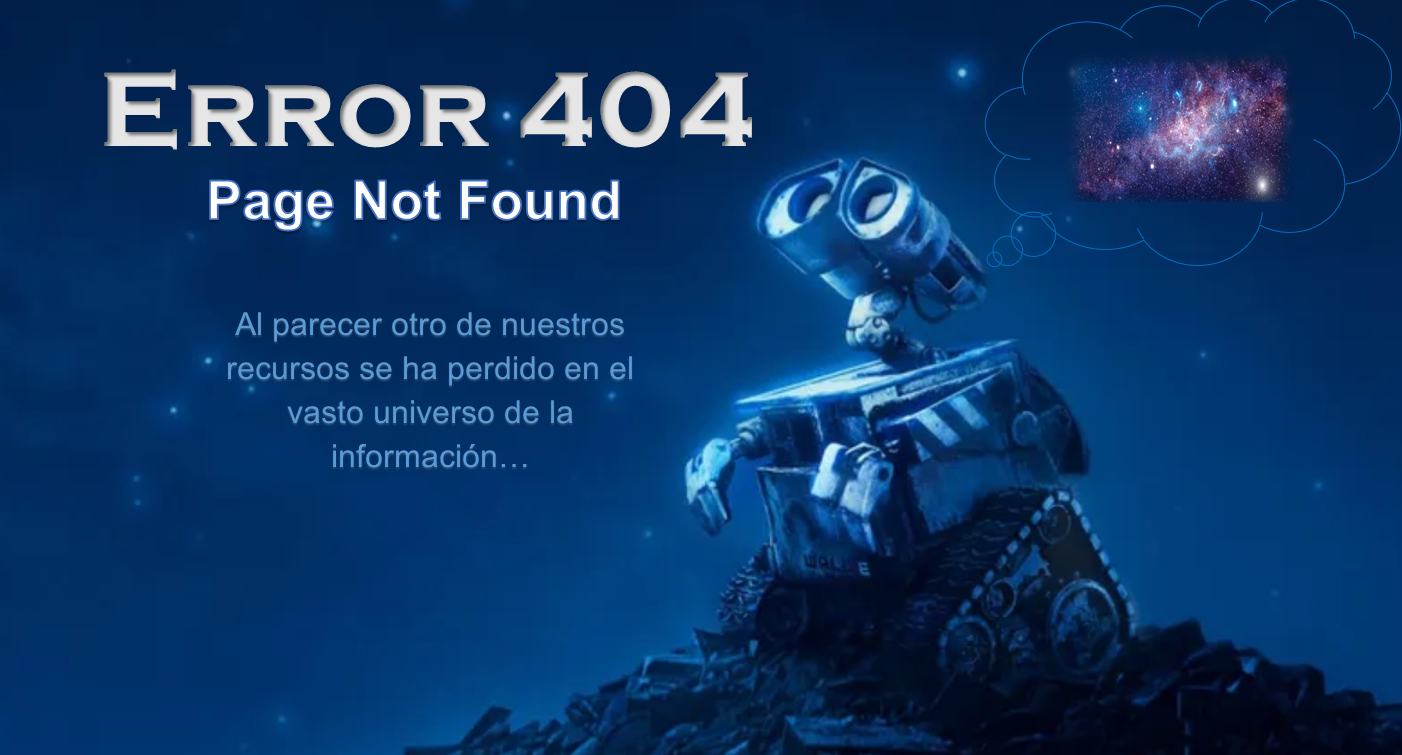 ERROR 404
Page Not Found
Al parecer otro de nuestros
recursos se ha perdido en el
vasto universo de la
información…
WALL·E